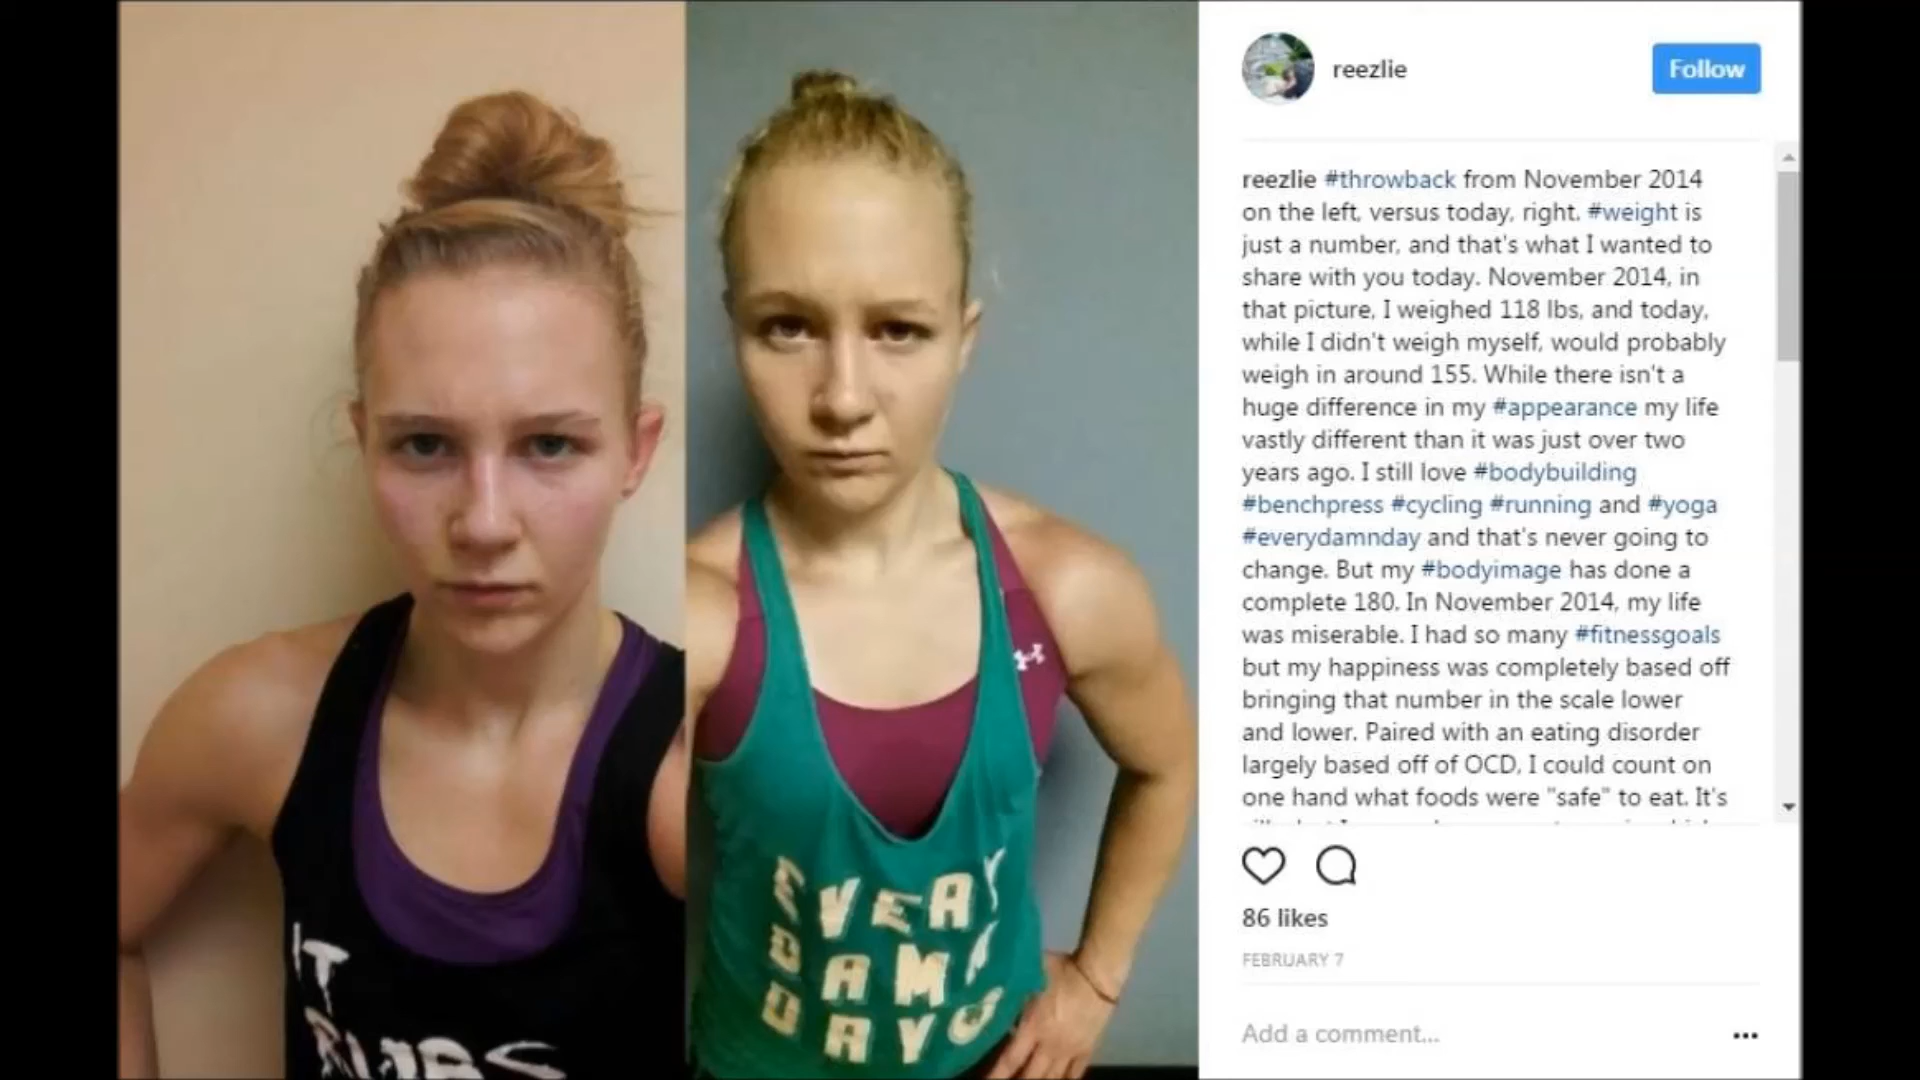 reezlie
Follow
reezlie #throwback from November 2014
on the left, versus today, right. #weight is
just a number, and that's what I wanted to
share with you today. November 2014, in
that picture, I weighed 118 lbs, and today,
while I didn't weigh myself, would probably
weigh in around 155. While there isn't a
huge difference in my #appearance my life
vastly different than it was just over two
years ago. I still love #bodybuilding
#benchpress #cycling #running and #yoga
#everydamnday and that's never going to
change. But my #bodyimage has done a
complete 180. In November 2014, my life
was miserable. I had so many #fitnessgoals
but my happiness was completely based off
bringing that number in the scale lower
and lower. Paired with an eating disorder
largely based off of OCD, I could count on
one hand what foods were "safe" to eat. It's
86 likes
FEBRUARY 7
Add a comment...
IT
EVERY
DAMN
DAY